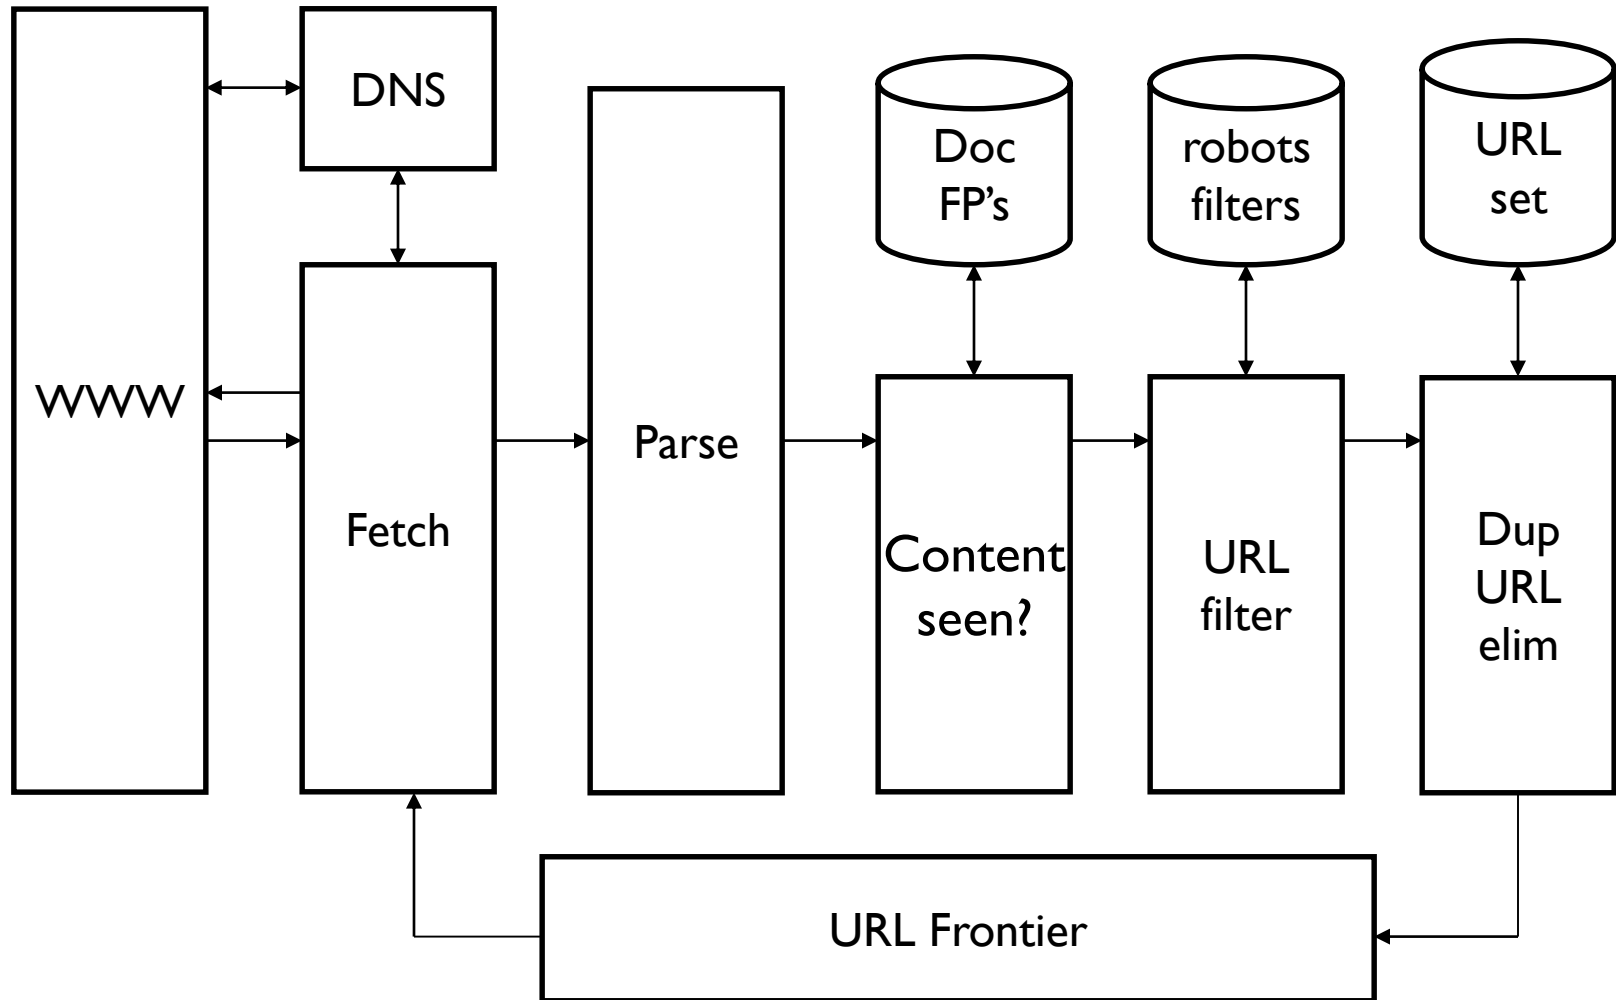 DNS
Doc
FP's
robots
filters
URL
set
WWW
Parse
Fetch
Content
seen?
URL
filter
Dup
URL
elim
URL Frontier